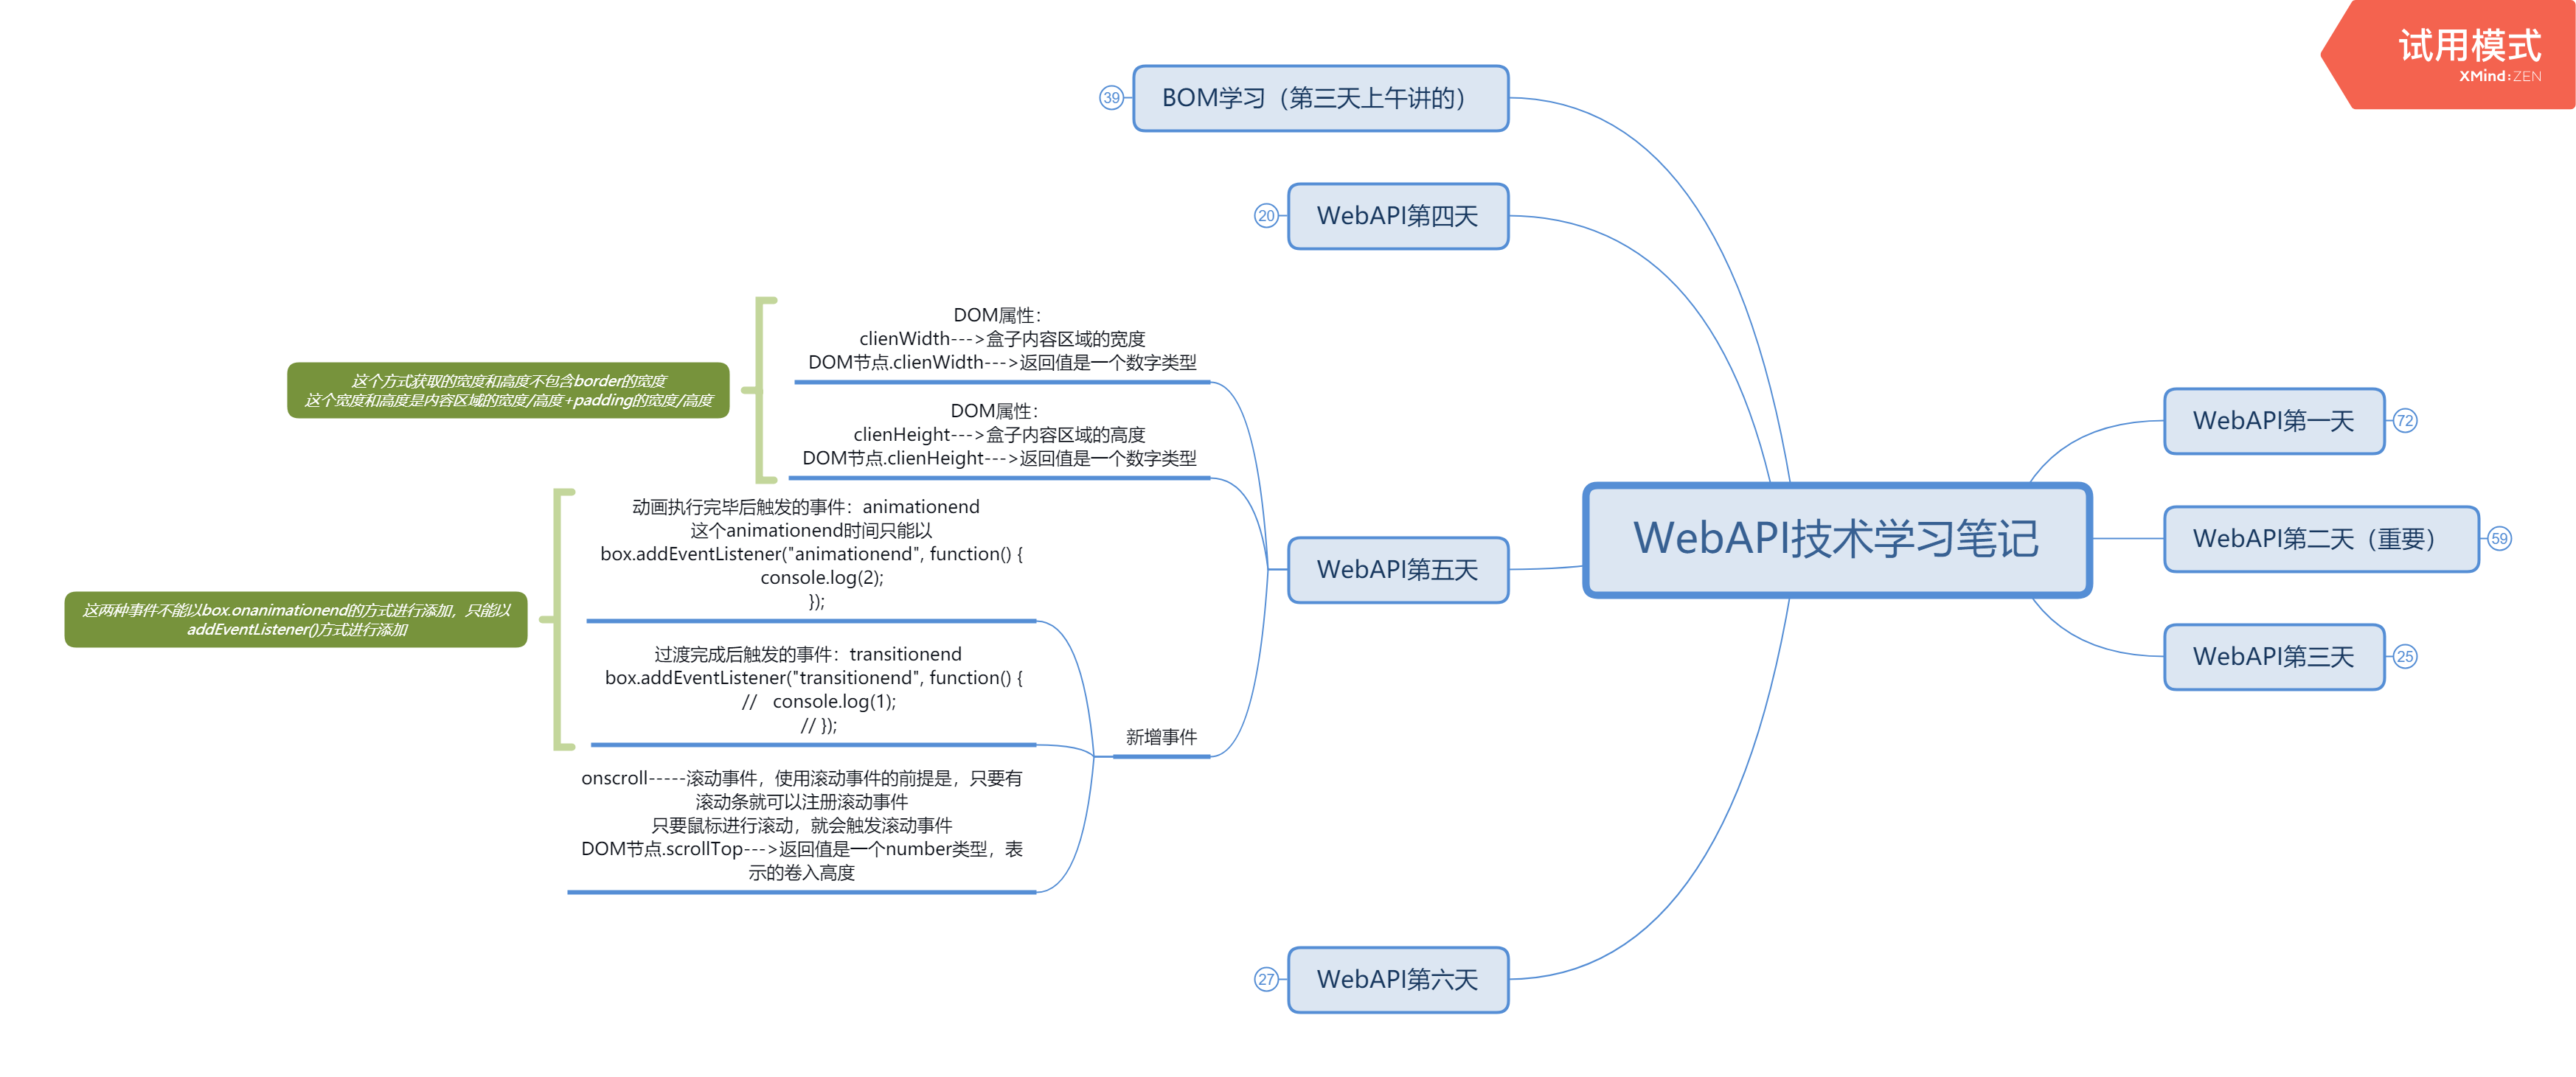 试用模式
XMind:ZEN
39
BOM学习（第三天上午讲的）
20
WebAPI第四天
DOM属性：
clienWidth--->盒子内容区域的宽度
DOM节点.clienWidth--->返回值是一个数字类型
DOM属性：
clienHeight--->盒子内容区域的高度
DOM节点.clienHeight--->返回值是一个数字类型
这个方式获取的宽度和高度不包含border的宽度
这个宽度和高度是内容区域的宽度/高度+padding的宽度/高度
动画执行完毕后触发的事件：animationend
这个animationend时间只能以
box.addEventListener("animationend", function() {
console.log(2);
});
过渡完成后触发的事件：transitionend
box.addEventListener("transitionend", function() {
//   console.log(1);
// });
这两种事件不能以box.onanimationend的方式进行添加，只能以
addEventListener()方式进行添加
onscroll-----滚动事件，使用滚动事件的前提是，只要有
滚动条就可以注册滚动事件
只要鼠标进行滚动，就会触发滚动事件
DOM节点.scrollTop--->返回值是一个number类型，表
示的卷入高度
新增事件
WebAPI第五天
27
WebAPI第六天
WebAPI技术学习笔记
WebAPI第一天
72
WebAPI第二天（重要）
59
WebAPI第三天
25